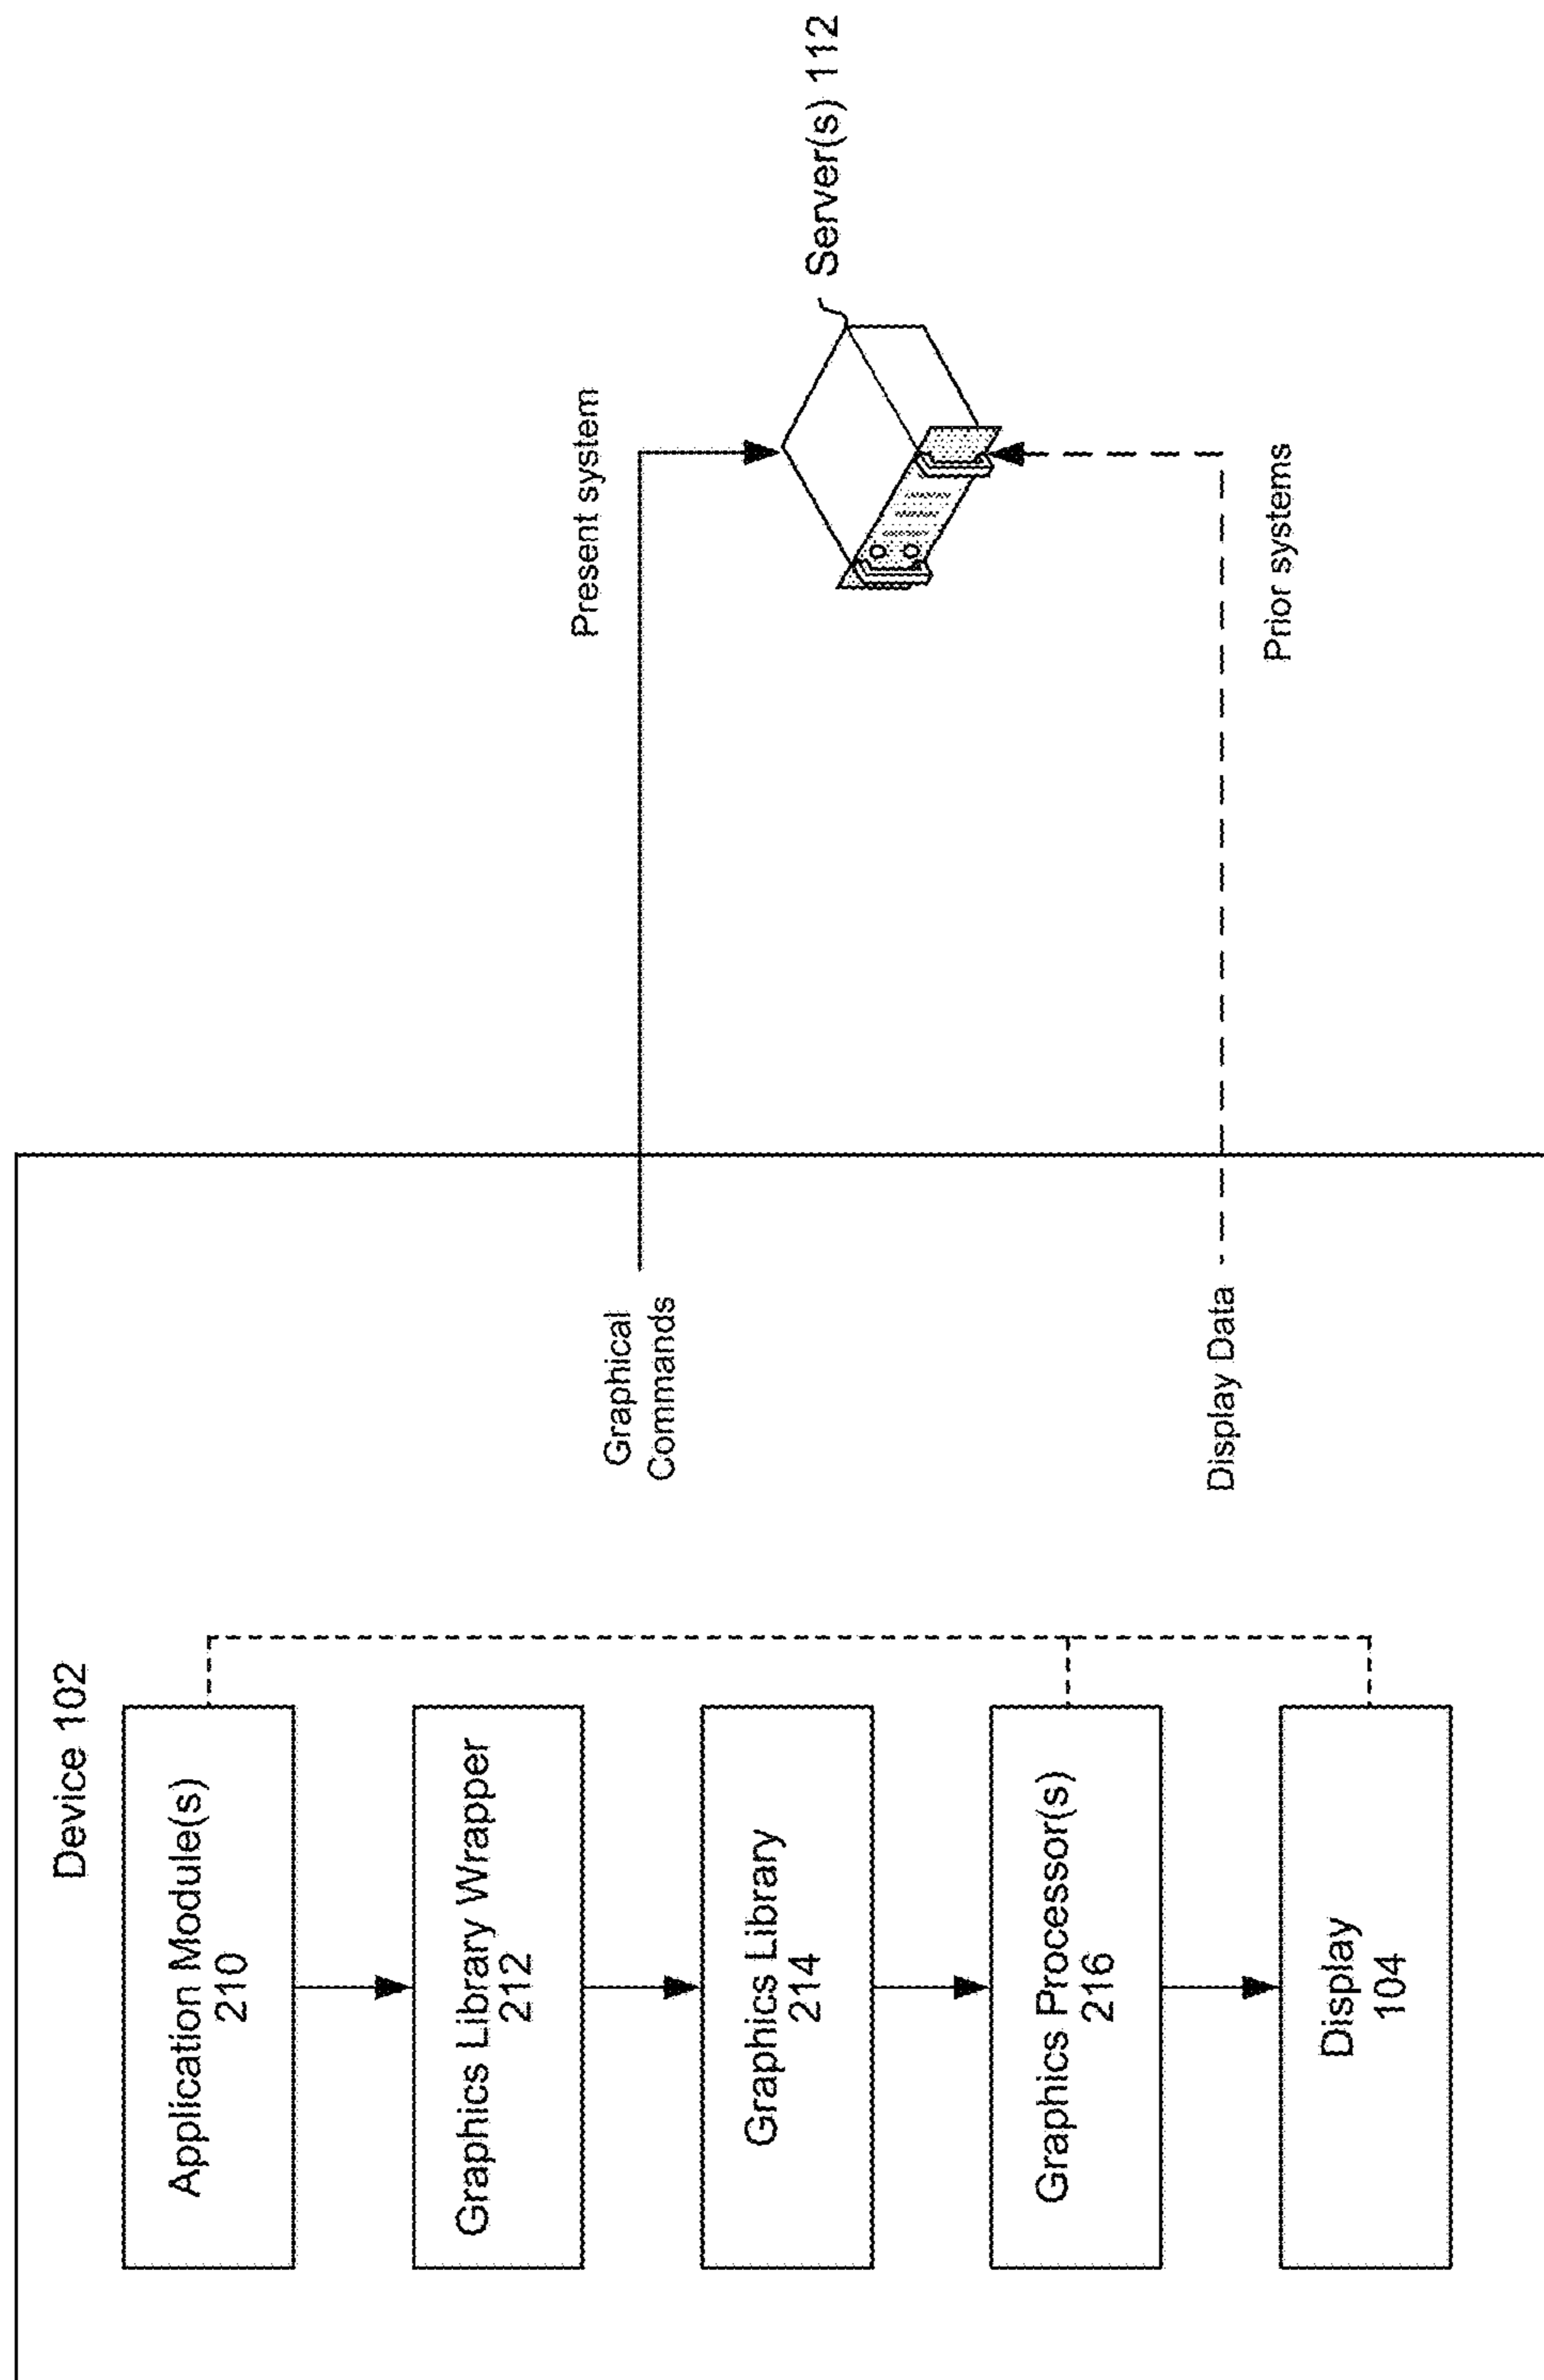 Device 102
Application Module(s)
210
Graphics Library Wrapper
212
Graphics Library
214
Graphics Processor(s)
216
Display
104
Graphical
Commands
Display Data
Present system
Prior systems
Server(s) 112